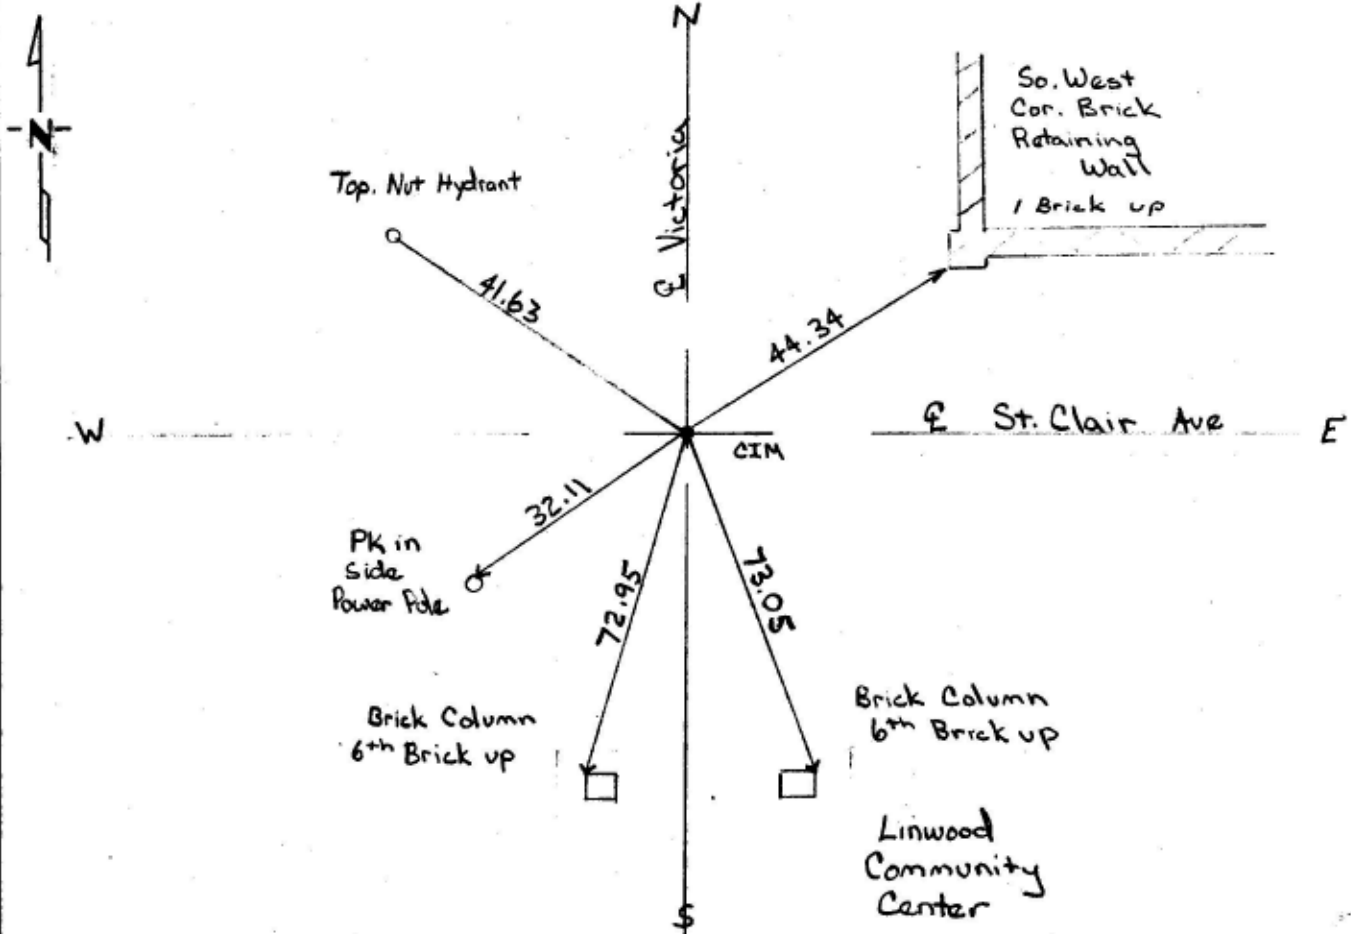 N
So. West
Cor. Brick
Retaining
Wall
1 Brick up
N
Top. Nut Hydrant
℄ Victoria
41.63
44.34
W
℄ St. Clair Ave
E
CIM
32.11
PK in
Side
Power Pole
72.95
73.05
Brick Column
6th Brick up
Brick Column
6th Brick up
Linwood
Community
Center
S